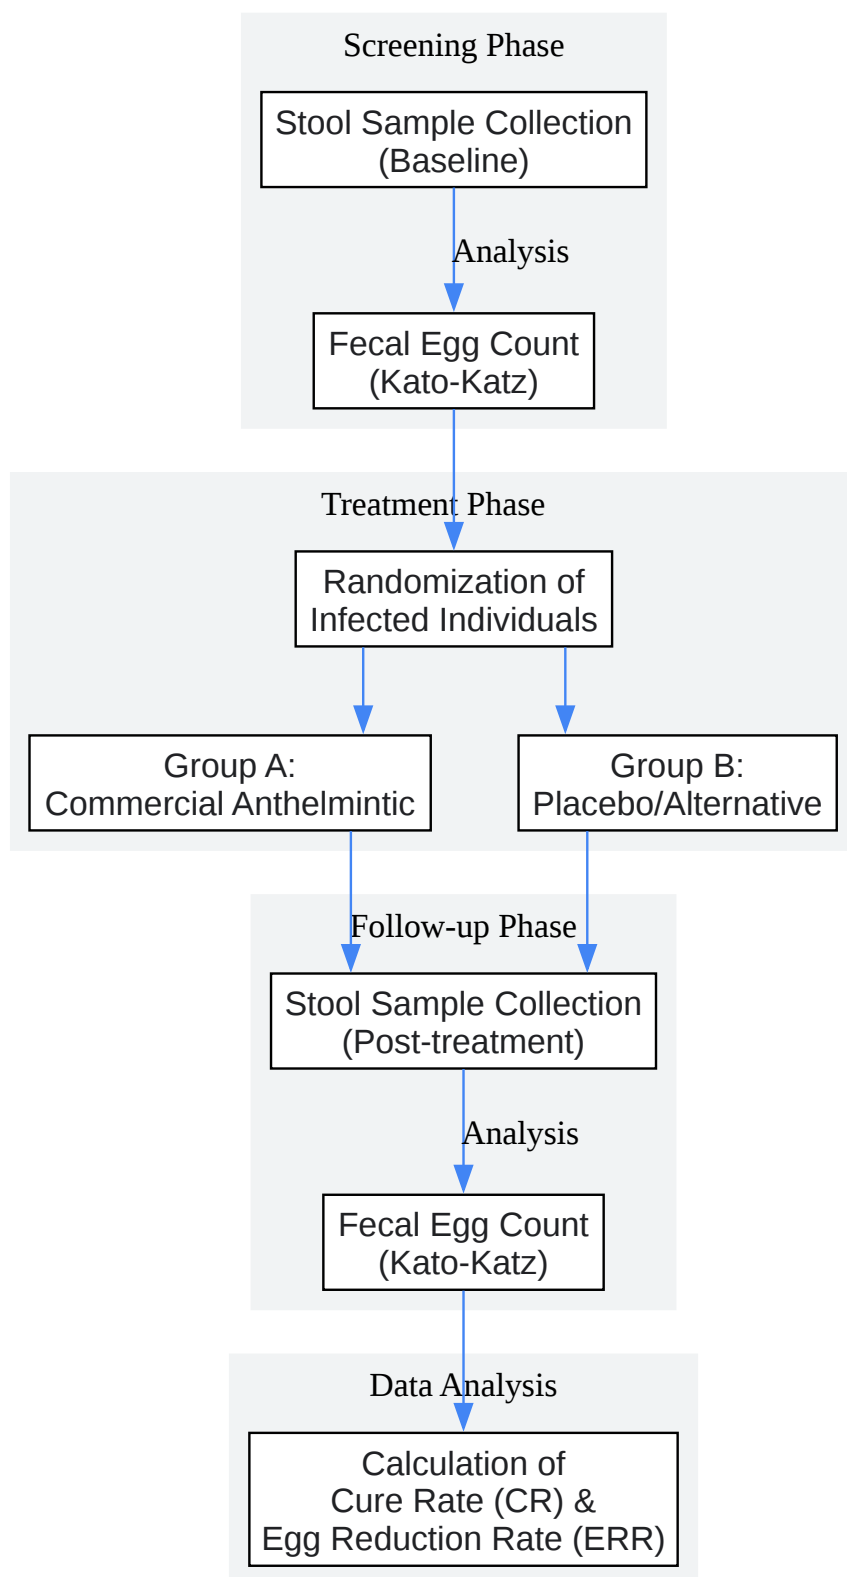 Screening Phase
Stool Sample Collection
(Baseline)
Analysis
Fecal Egg Count
(Kato-Katz)
Treatment Phase
Randomization of
Infected Individuals
Group A:
Commercial Anthelmintic
Group B:
Placebo/Alternative
Follow-up Phase
Stool Sample Collection
(Post-treatment)
Analysis
Fecal Egg Count
(Kato-Katz)
Data Analysis
Calculation of
Cure Rate (CR) &
Egg Reduction Rate (ERR)